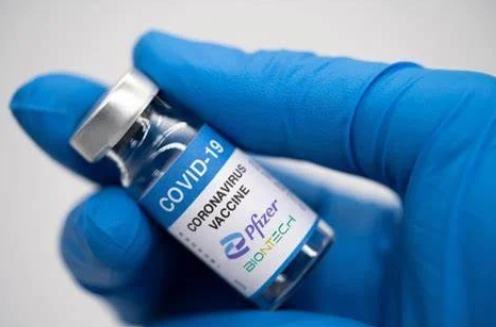 COVID-19
CORONAVIRUS
VACCINE
Pfizer
BIONTECH